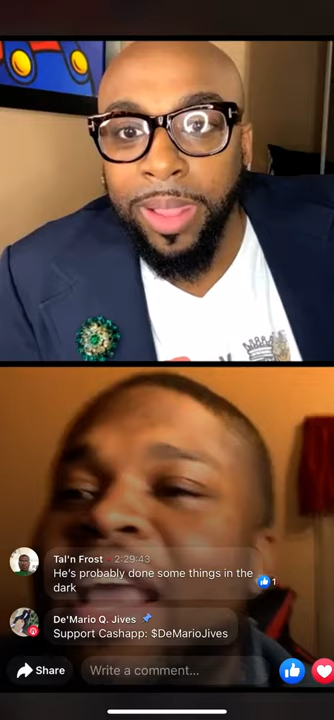 Tal'n Frost 2:29:43
He's probably done some things in the
dark
1
De'Mario Q. Jives
Support Cashapp: $DeMarioJives
Share
Write a comment...